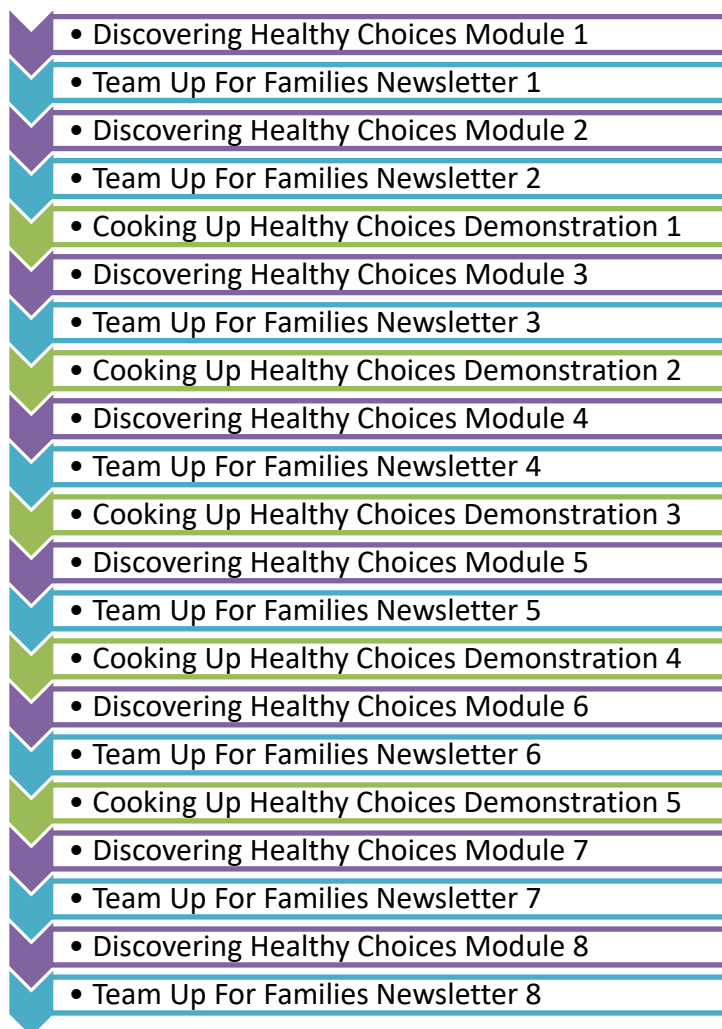 • Discovering Healthy Choices Module 1
• Team Up For Families Newsletter 1
• Discovering Healthy Choices Module 2
• Team Up For Families Newsletter 2
• Cooking Up Healthy Choices Demonstration 1
• Discovering Healthy Choices Module 3
• Team Up For Families Newsletter 3
• Cooking Up Healthy Choices Demonstration 2
• Discovering Healthy Choices Module 4
• Team Up For Families Newsletter 4
• Cooking Up Healthy Choices Demonstration 3
• Discovering Healthy Choices Module 5
• Team Up For Families Newsletter 5
• Cooking Up Healthy Choices Demonstration 4
• Discovering Healthy Choices Module 6
• Team Up For Families Newsletter 6
• Cooking Up Healthy Choices Demonstration 5
• Discovering Healthy Choices Module 7
• Team Up For Families Newsletter 7
• Discovering Healthy Choices Module 8
• Team Up For Families Newsletter 8